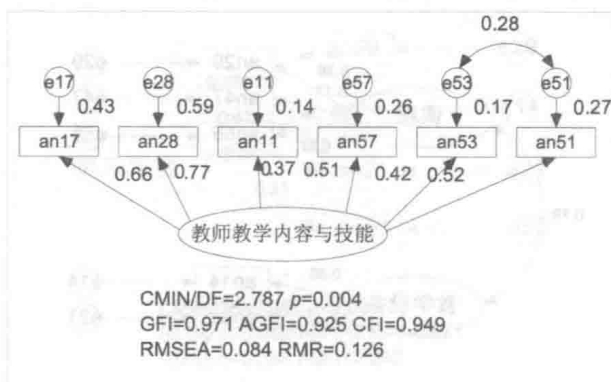 0.28
e17 e28 e11 e57 e53 e51
0.43 0.59 0.14 0.26 0.17 0.27
an17 an28 an11 an57 an53 an51
0.66 0.77 0.37 0.51 0.42 0.52
教师教学内容与技能
CMIN/DF=2.787 p=0.004
GFI=0.971 AGFI=0.925 CFI=0.949
RMSEA=0.084 RMR=0.126